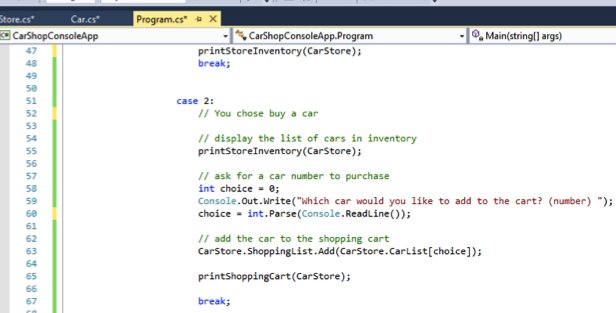 Store.cs* Car.cs* Program.cs*
CarShopConsoleApp CarShopConsoleApp.Program Main(string[] args)
47 printStoreInventory(CarStore);
48 break;
49
50
51 case 2:
52 // You chose buy a car
53
54 // display the list of cars in inventory
55 printStoreInventory(CarStore);
56
57 // ask for a car number to purchase
58 int choice = 0;
59 Console.Out.Write("Which car would you like to add to the cart? (number) ");
60 choice = int.Parse(Console.ReadLine());
61
62 // add the car to the shopping cart
63 CarStore.ShoppingList.Add(CarStore.CarList[choice]);
64
65 printShoppingCart(CarStore);
66
67 break;